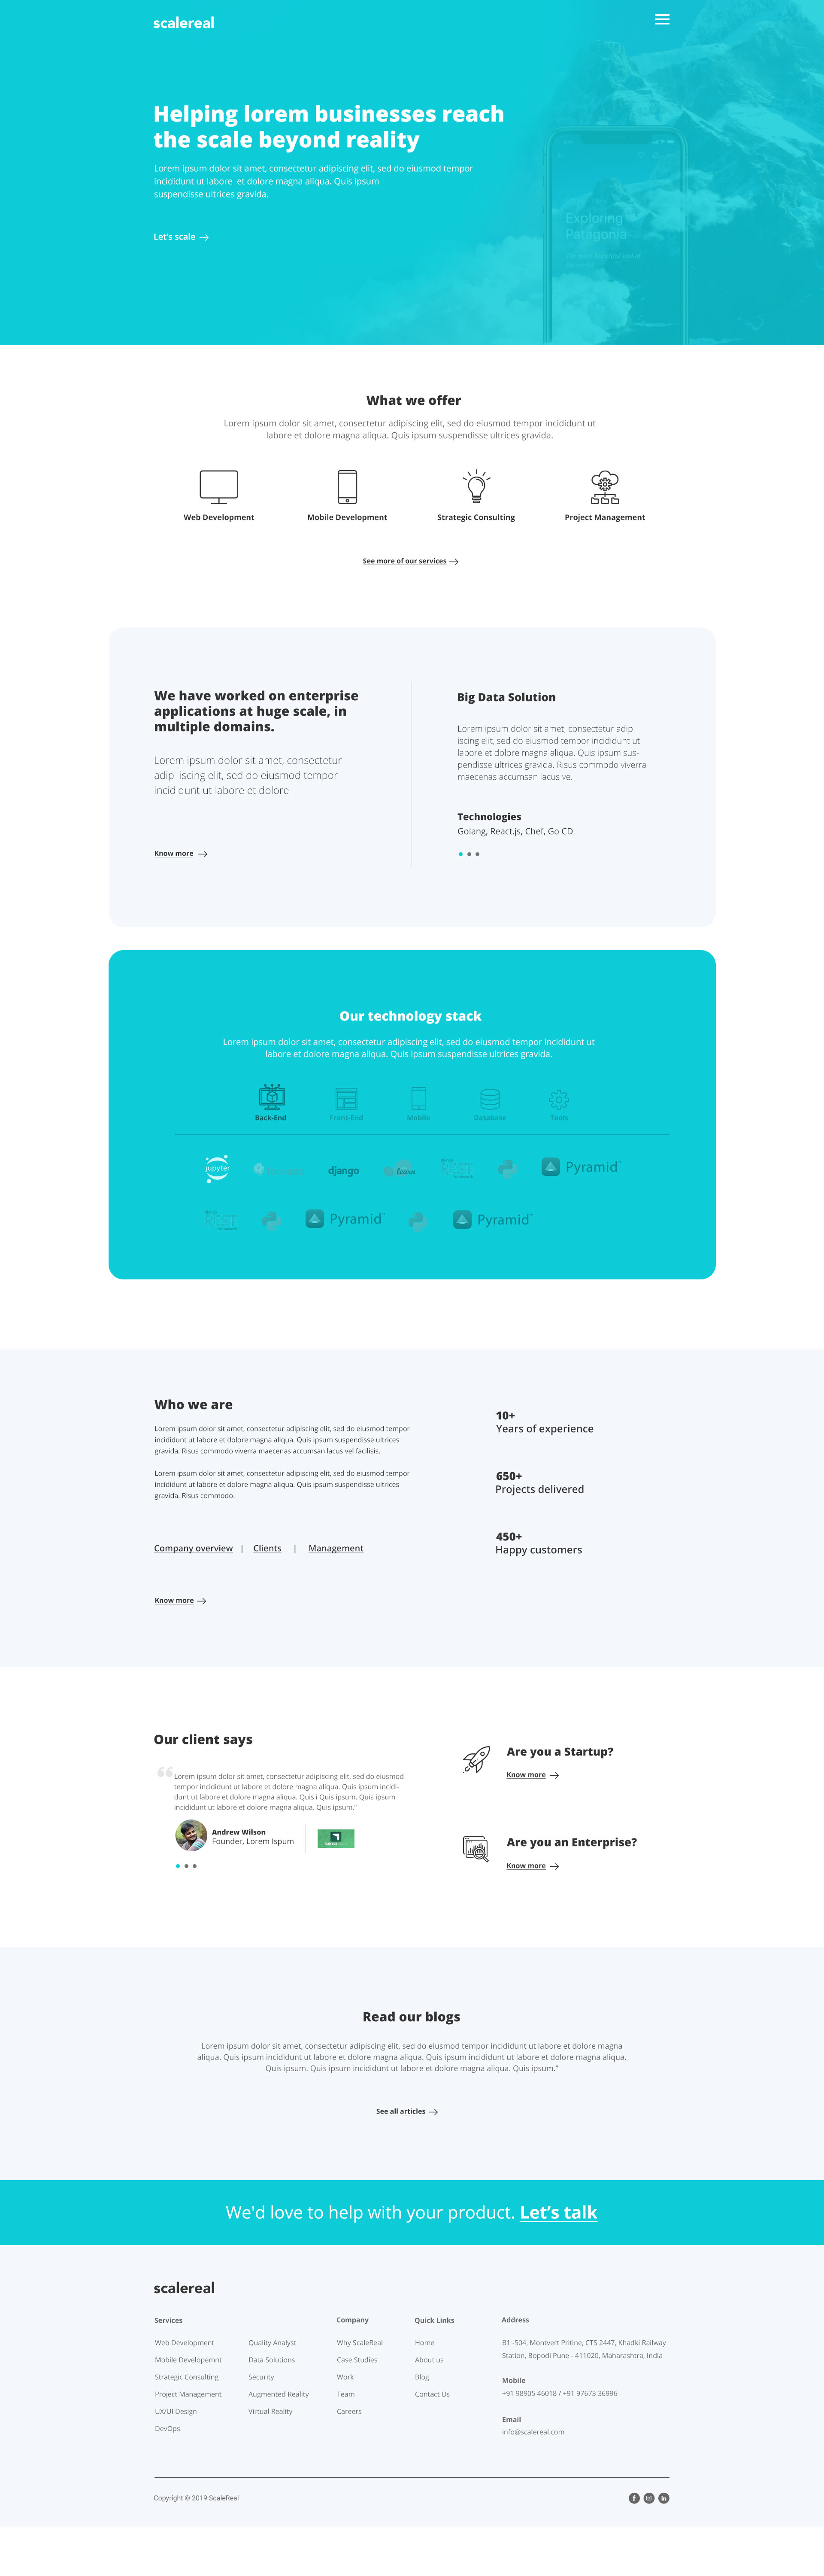 scalereal
Helping lorem businesses reach
the scale beyond reality
Lorem ipsum dolor sit amet, consectetur adipiscing elit, sed do eiusmod tempor
incididunt ut labore et dolore magna aliqua. Quis ipsum
suspendisse ultrices gravida.
Let's scale
Exploring
Patagonia
What we offer
Lorem ipsum dolor sit amet, consectetur adipiscing elit, sed do eiusmod tempor incididunt ut
labore et dolore magna aliqua. Quis ipsum suspendisse ultrices gravida.
Web Development
Mobile Development
Strategic Consulting
Project Management
See more of our services
We have worked on enterprise
applications at huge scale, in
multiple domains.
Lorem ipsum dolor sit amet, consectetur
adip iscing elit, sed do eiusmod tempor
incididunt ut labore et dolore
Know more
Big Data Solution
Lorem ipsum dolor sit amet, consectetur adip
iscing elit, sed do eiusmod tempor incididunt ut
labore et dolore magna aliqua. Quis ipsum sus-
pendisse ultrices gravida. Risus commodo viverra
maecenas accumsan lacus ve.
Technologies
Golang, React.js, Chef, Go CD
Our technology stack
Lorem ipsum dolor sit amet, consectetur adipiscing elit, sed do eiusmod tempor incididunt ut
labore et dolore magna aliqua. Quis ipsum suspendisse ultrices gravida.
Back-End
Front-End
Mobile
Database
Tools
jupyter
django
learn
REST
Pyramid™
REST
Pyramid™
Pyramid™
Who we are
Lorem ipsum dolor sit amet, consectetur adipiscing elit, sed do eiusmod tempor
incididunt ut labore et dolore magna aliqua. Quis ipsum suspendisse ultrices
gravida. Risus commodo viverra maecenas accumsan lacus vel facilisis.
Lorem ipsum dolor sit amet, consectetur adipiscing elit, sed do eiusmod tempor
incididunt ut labore et dolore magna aliqua. Quis ipsum suspendisse ultrices
gravida. Risus commodo.
Company overview | Clients | Management
Know more
10+
Years of experience
650+
Projects delivered
450+
Happy customers
Our client says
“ Lorem ipsum dolor sit amet, consectetur adipiscing elit, sed do eiusmod
tempor incididunt ut labore et dolore magna aliqua. Quis ipsum incidi-
dunt ut labore et dolore magna aliqua. Quis i Quis ipsum. Quis ipsum
incididunt ut labore et dolore magna aliqua. Quis ipsum.”
Andrew Wilson
Founder, Lorem Ispum
Are you a Startup?
Know more
Are you an Enterprise?
Know more
Read our blogs
Lorem ipsum dolor sit amet, consectetur adipiscing elit, sed do eiusmod tempor incididunt ut labore et dolore magna
aliqua. Quis ipsum incididunt ut labore et dolore magna aliqua. Quis ipsum incididunt ut labore et dolore magna aliqua.
Quis ipsum. Quis ipsum incididunt ut labore et dolore magna aliqua. Quis ipsum.”
See all articles
We'd love to help with your product. Let’s talk
scalereal
Services
Web Development
Mobile Developemnt
Strategic Consulting
Project Management
UX/UI Design
DevOps
Quality Analyst
Data Solutions
Security
Augmented Reality
Virtual Reality
Company
Why ScaleReal
Case Studies
Work
Team
Careers
Quick Links
Home
About us
Blog
Contact Us
Address
B1 -504, Montvert Pritine, CTS 2447, Khadki Railway
Station, Bopodi Pune - 411020, Maharashtra, India
Mobile
+91 98905 46018 / +91 97673 36996
Email
info@scalereal.com
Copyright © 2019 ScaleReal